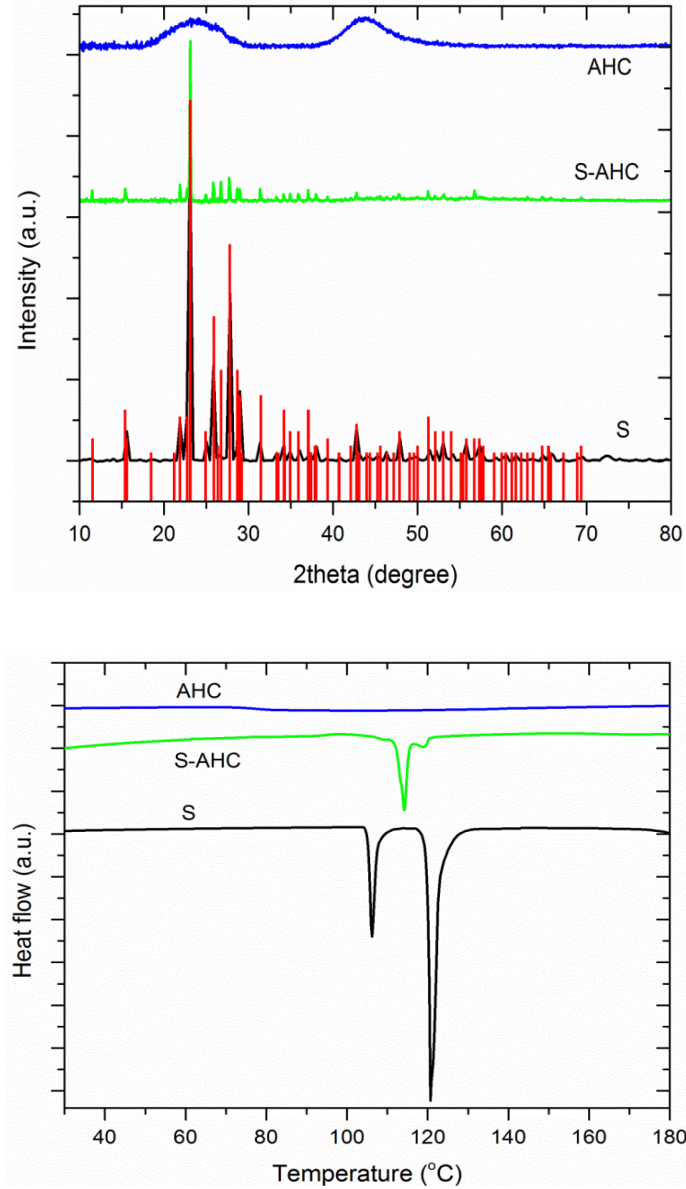 AHC
S-AHC
S
Intensity (a.u.)
10 20 30 40 50 60 70 80
2theta (degree)
AHC
S-AHC
S
Heat flow (a.u.)
40 60 80 100 120 140 160 180
Temperature (°C)